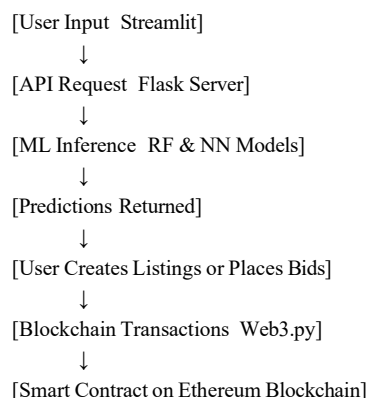 [User Input  Streamlit]
↓
[API Request  Flask Server]
↓
[ML Inference  RF & NN Models]
↓
[Predictions Returned]
↓
[User Creates Listings or Places Bids]
↓
[Blockchain Transactions  Web3.py]
↓
[Smart Contract on Ethereum Blockchain]